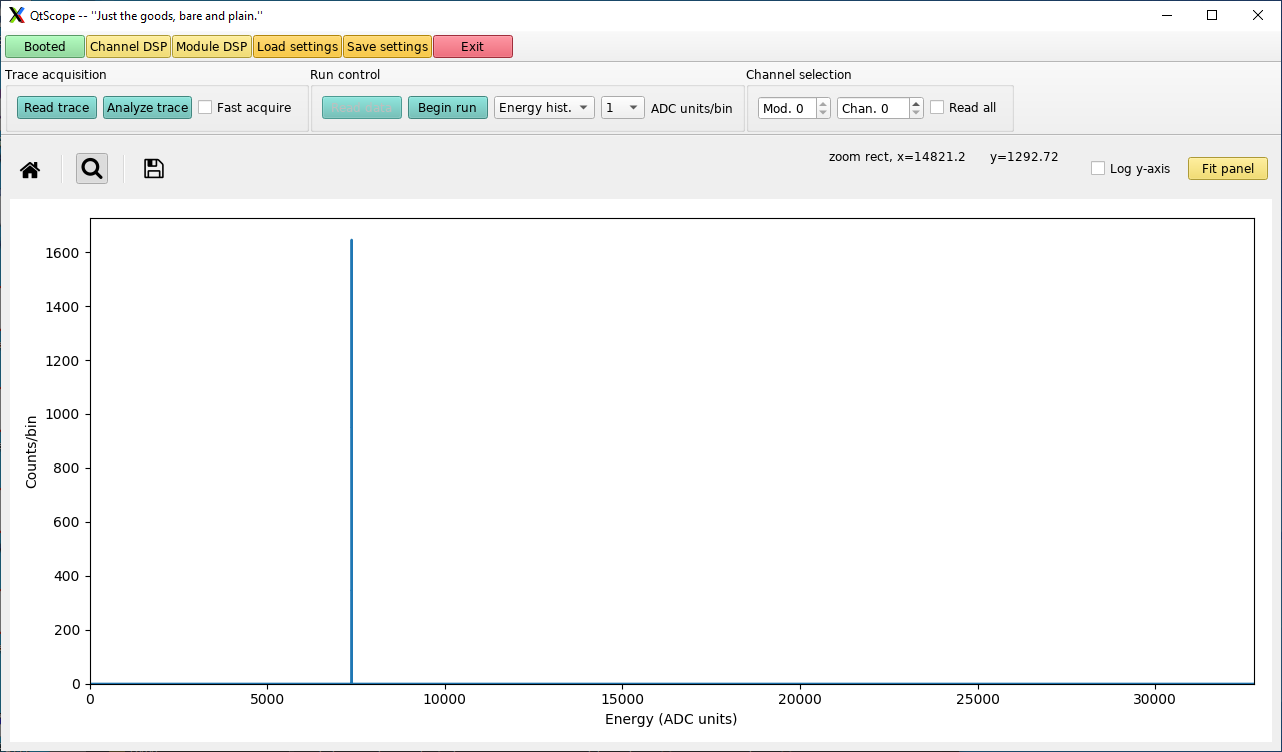 QtScope -- "Just the goods, bare and plain."
Booted Channel DSP Module DSP Load settings Save settings Exit
Trace acquisition Run control Channel selection
Read trace Analyze trace Fast acquire Read data Begin run Energy hist. 1 ADC units/bin Mod. 0 Chan. 0 Read all
zoom rect, x=14821.2 y=1292.72
Log y-axis Fit panel
1600
1400
1200
1000
800
600
400
200
0
Counts/bin
0 5000 10000 15000 20000 25000 30000
Energy (ADC units)